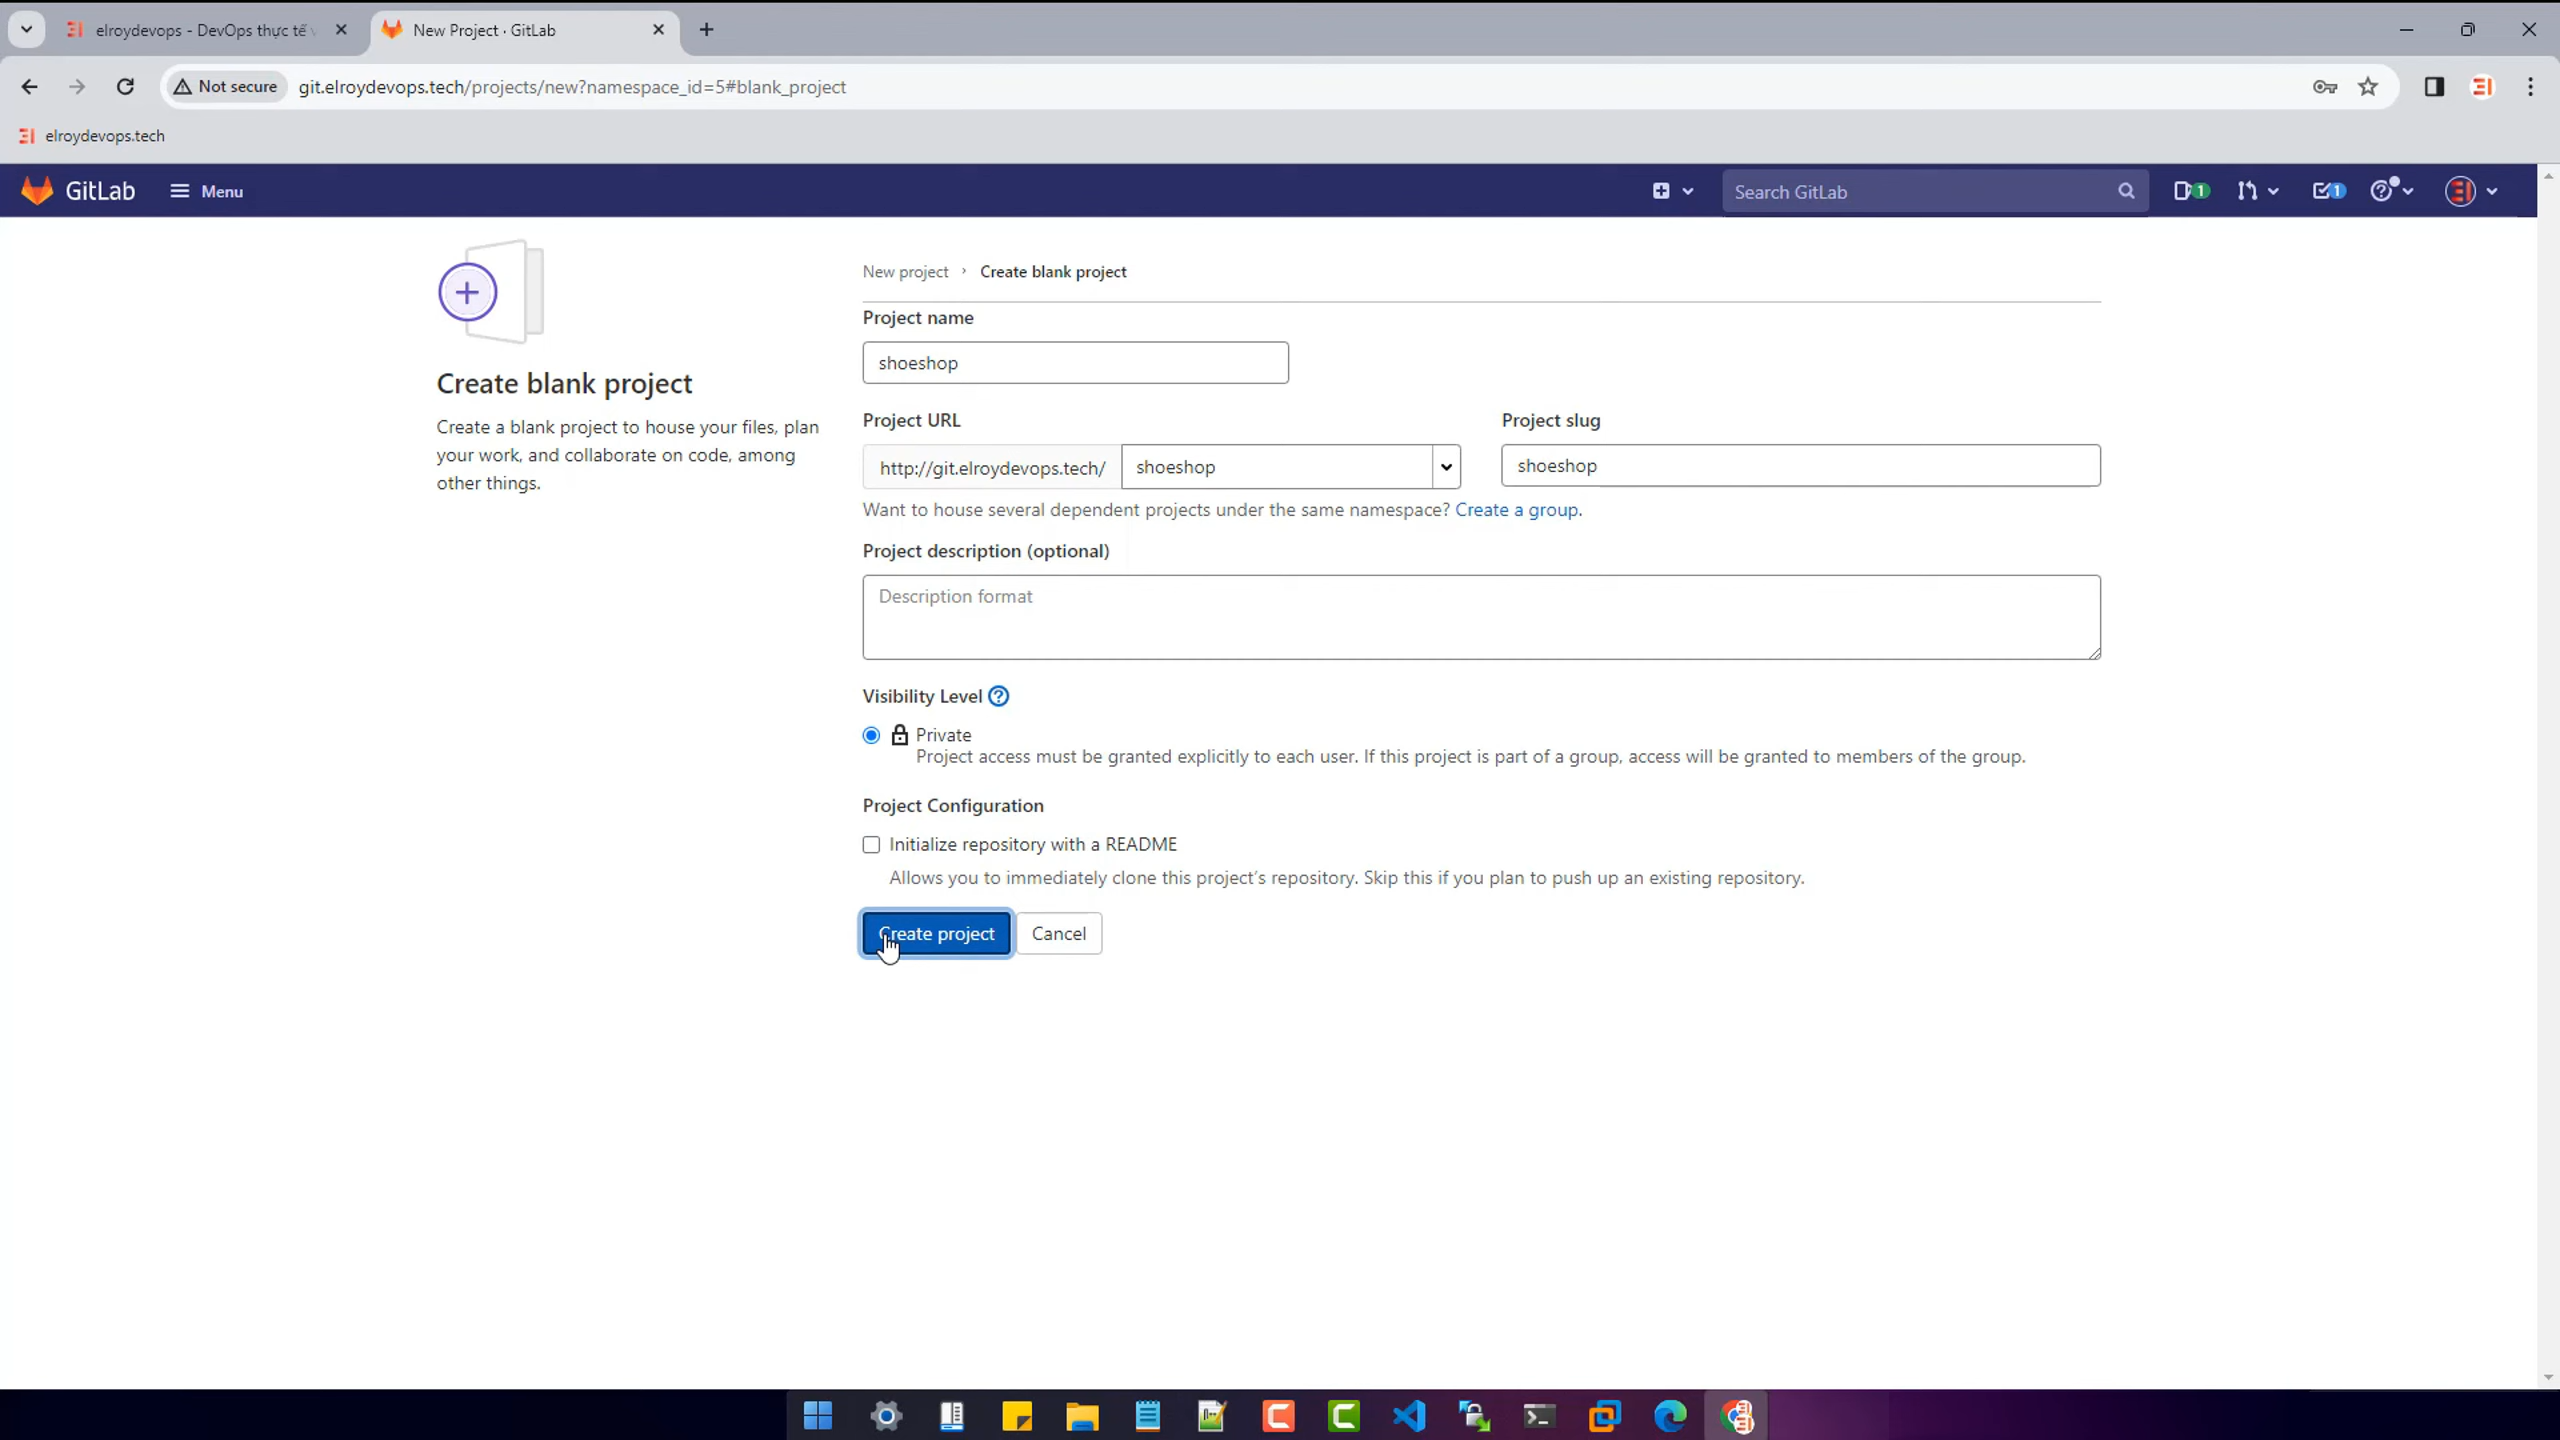 elroydevops - DevOps thực tế
New Project · GitLab
Not secure
git.elroydevops.tech/projects/new?namespace_id=5#blank_project
elroydevops.tech
GitLab
Menu
Search GitLab
1
1
New project › Create blank project
Project name
shoeshop
Create blank project
Create a blank project to house your files, plan
your work, and collaborate on code, among
other things.
Project URL
Project slug
http://git.elroydevops.tech/
shoeshop
shoeshop
Want to house several dependent projects under the same namespace? Create a group.
Project description (optional)
Description format
Visibility Level
Private
Project access must be granted explicitly to each user. If this project is part of a group, access will be granted to members of the group.
Project Configuration
Initialize repository with a README
Allows you to immediately clone this project's repository. Skip this if you plan to push up an existing repository.
Create project
Cancel